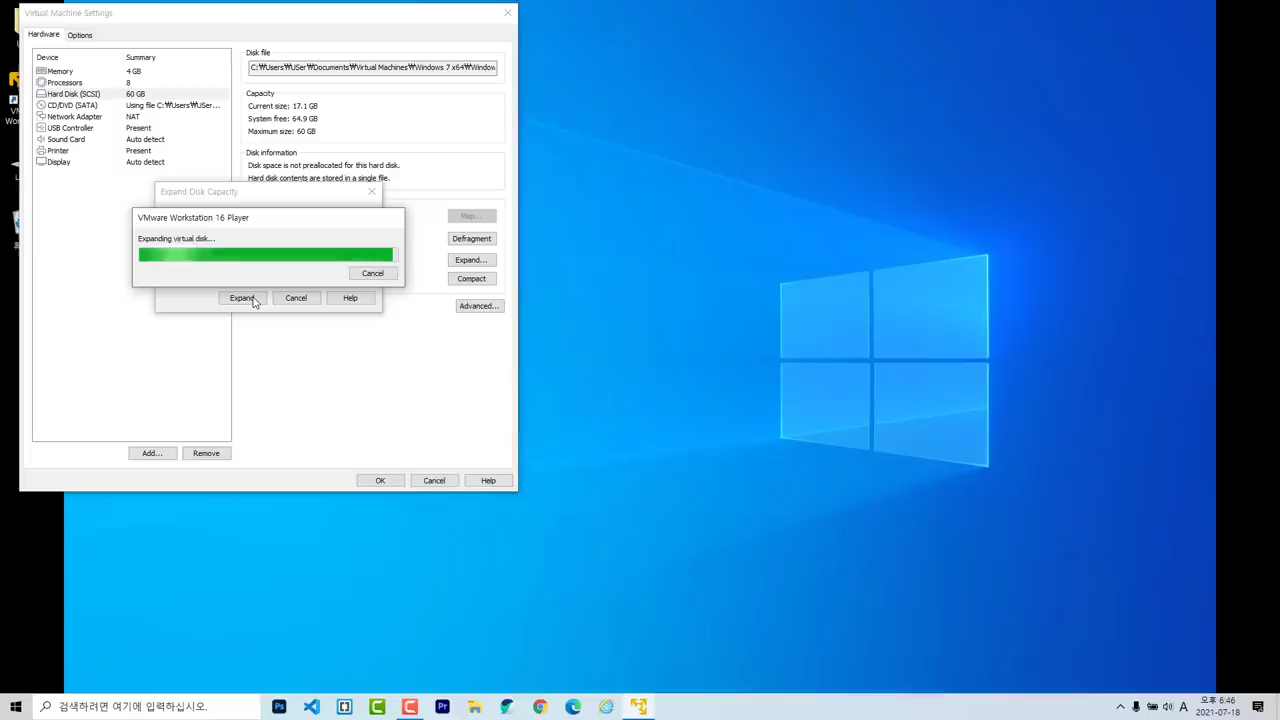 Virtual Machine Settings
Hardware
Options
Device Summary
Memory 4 GB
Processors 8
Hard Disk (SCSI) 60 GB
CD/DVD (SATA) Using file C:₩Users₩USer...
Network Adapter NAT
USB Controller Present
Sound Card Auto detect
Printer Present
Display Auto detect
Disk file
C:₩Users₩USer₩Documents₩Virtual Machines₩Windows 7 x64₩Window
Capacity
Current size: 17.1 GB
System free: 64.9 GB
Maximum size: 60 GB
Disk information
Disk space is not preallocated for this hard disk.
Hard disk contents are stored in a single file.
Expand Disk Capacity
VMware Workstation 16 Player
Expanding virtual disk...
Cancel
Expand
Cancel
Help
Map...
Defragment
Expand...
Compact
Advanced...
Add...
Remove
OK
Cancel
Help
검색하려면 여기에 입력하십시오.
Ps
Pr
A
오후 6:46
2021-07-18